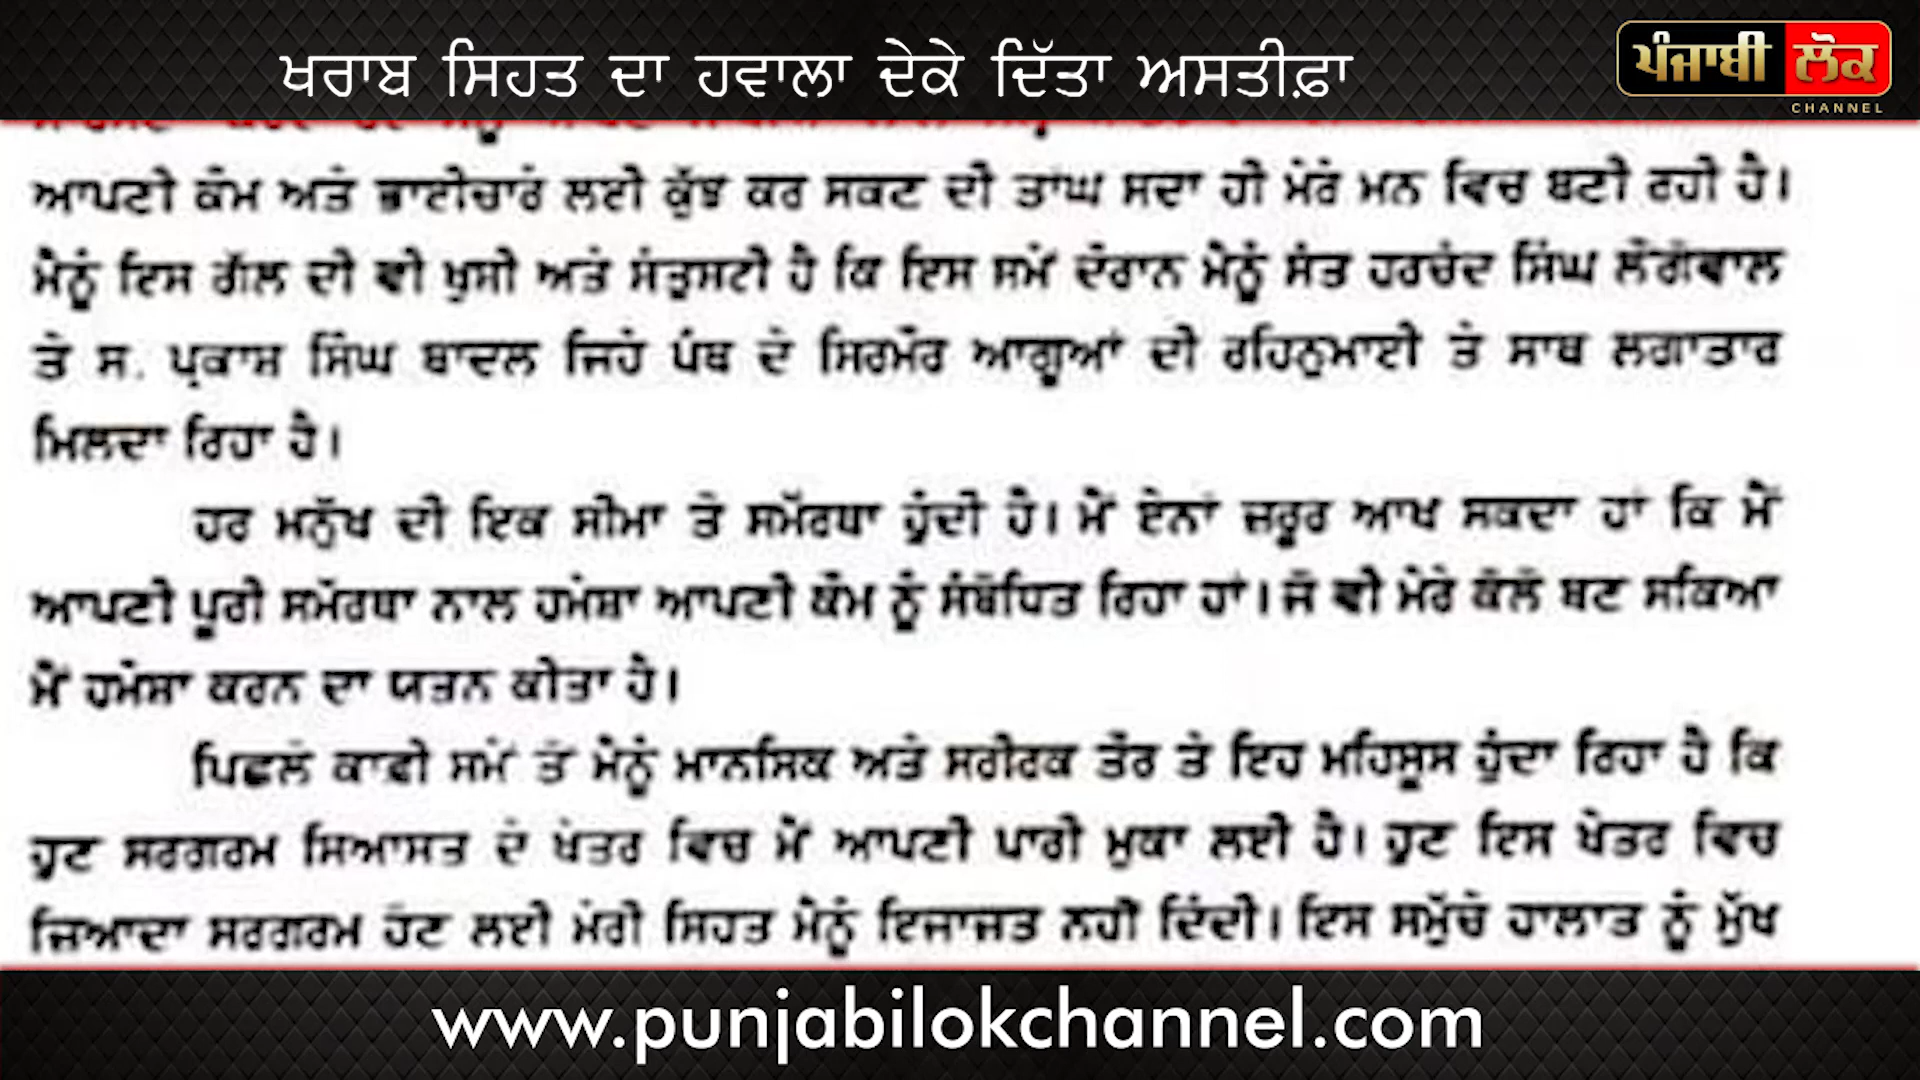 ਖਰਾਬ ਸਿਹਤ ਦਾ ਹਵਾਲਾ ਦੇਕੇ ਦਿੱਤਾ ਅਸਤੀਫ਼ਾ
ਪੰਜਾਬੀ ਲੋਕ
CHANNEL
ਆਪਣੀ ਕੌਮ ਅਤੇ ਭਾਈਚਾਰੇ ਲਈ ਕੁੱਝ ਕਰ ਸਕਣ ਦੀ ਤਾਂਘ ਸਦਾ ਹੀ ਮੇਰੇ ਮਨ ਵਿਚ ਬਣੀ ਰਹੀ ਹੈ।
ਮੈਨੂੰ ਇਸ ਗੱਲ ਦੀ ਵੀ ਖੁਸੀ ਅਤੇ ਸੰਤੁਸਟੀ ਹੈ ਕਿ ਇਸ ਸਮੇਂ ਦੌਰਾਨ ਮੈਨੂੰ ਸੰਤ ਹਰਚੰਦ ਸਿੰਘ ਲੌਂਗੋਵਾਲ
ਤੇ ਸ. ਪ੍ਰਕਾਸ਼ ਸਿੰਘ ਬਾਦਲ ਜਿਹੇ ਪੰਥ ਦੇ ਸਿਰਮੌਰ ਆਗੂਆਂ ਦੀ ਰਹਿਨੁਮਾਈ ਤੇ ਸਾਥ ਲਗਾਤਾਰ
ਮਿਲਦਾ ਰਿਹਾ ਹੈ।
ਹਰ ਮਨੁੱਖ ਦੀ ਇਕ ਸੀਮਾ ਤੇ ਸਮੱਰਥਾ ਹੁੰਦੀ ਹੈ। ਮੈਂ ਏਨਾਂ ਜ਼ਰੂਰ ਆਖ ਸਕਦਾ ਹਾਂ ਕਿ ਮੈਂ
ਆਪਣੀ ਪੂਰੀ ਸਮੱਰਥਾ ਨਾਲ ਹਮੇਸ਼ਾ ਆਪਣੀ ਕੌਮ ਨੂੰ ਸੰਬੋਧਿਤ ਰਿਹਾ ਹਾਂ। ਜੋ ਵੀ ਮੇਰੇ ਕੋਲੋਂ ਬਣ ਸਕਿਆ
ਮੈਂ ਹਮੇਸ਼ਾ ਕਰਨ ਦਾ ਯਤਨ ਕੀਤਾ ਹੈ।
ਪਿਛਲੇ ਕਾਫ਼ੀ ਸਮੇਂ ਤੋਂ ਮੈਨੂੰ ਮਾਨਸਿਕ ਅਤੇ ਸਰੀਰਕ ਤੌਰ ਤੇ ਇਹ ਮਹਿਸੂਸ ਹੁੰਦਾ ਰਿਹਾ ਹੈ ਕਿ
ਹੁਣ ਸਰਗਰਮ ਸਿਆਸਤ ਦੇ ਖੇਤਰ ਵਿਚ ਮੈਂ ਆਪਣੀ ਪਾਰੀ ਮੁਕਾ ਲਈ ਹੈ। ਹੁਣ ਇਸ ਖੇਤਰ ਵਿਚ
ਜ਼ਿਆਦਾ ਸਰਗਰਮ ਹੋਣ ਲਈ ਮੇਰੀ ਸਿਹਤ ਮੈਨੂੰ ਇਜਾਜ਼ਤ ਨਹੀਂ ਦਿੰਦੀ। ਇਸ ਸਮੁੱਚੇ ਹਾਲਾਤ ਨੂੰ ਮੁੱਖ
www.punjabilokchannel.com